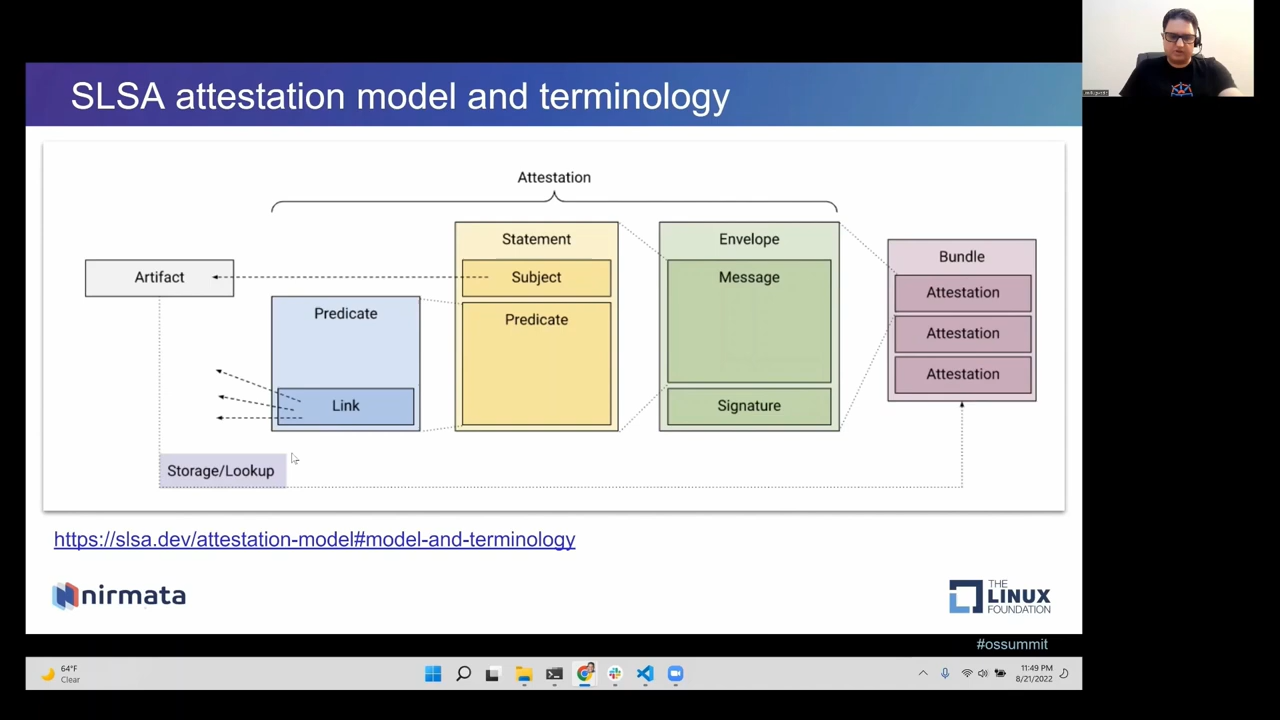 SLSA attestation model and terminology
Attestation
Statement
Envelope
Bundle
Artifact
Subject
Message
Attestation
Predicate
Predicate
Attestation
Attestation
Link
Signature
Storage/Lookup
https://slsa.dev/attestation-model#model-and-terminology
nirmata
THE
LINUX
FOUNDATION
#ossummit
64°F
Clear
11:49 PM
8/21/2022